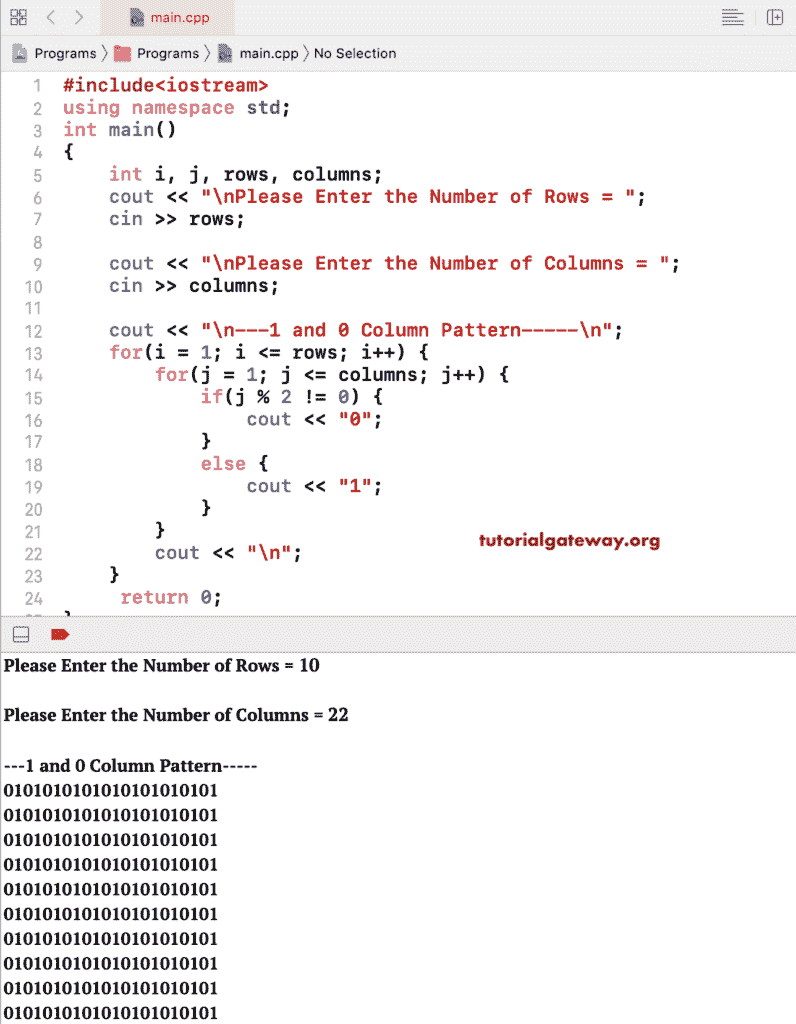 main.cpp
Programs 〉 Programs 〉 main.cpp 〉 No Selection
1 #include<iostream>
2 using namespace std;
3 int main()
4 {
5     int i, j, rows, columns;
6     cout << "\nPlease Enter the Number of Rows = ";
7     cin >> rows;
8
9     cout << "\nPlease Enter the Number of Columns = ";
10     cin >> columns;
11
12     cout << "\n---1 and 0 Column Pattern-----\n";
13     for(i = 1; i <= rows; i++) {
14         for(j = 1; j <= columns; j++) {
15             if(j % 2 != 0) {
16                 cout << "0";
17             }
18             else {
19                 cout << "1";
20             }
21         }
22         cout << "\n";
23     }
24      return 0;
tutorialgateway.org
Please Enter the Number of Rows = 10
Please Enter the Number of Columns = 22
---1 and 0 Column Pattern-----
0101010101010101010101
0101010101010101010101
0101010101010101010101
0101010101010101010101
0101010101010101010101
0101010101010101010101
0101010101010101010101
0101010101010101010101
0101010101010101010101
0101010101010101010101